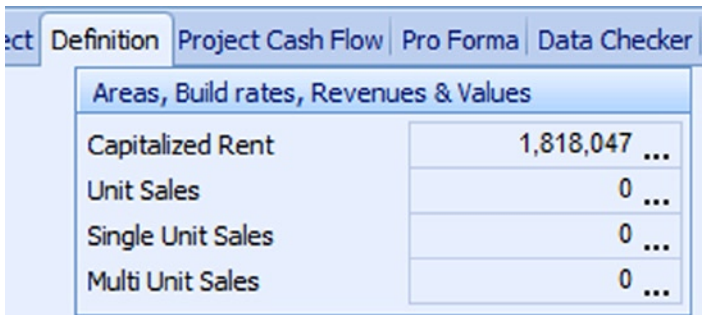 Definition Project Cash Flow Pro Forma Data Checker
Areas, Build rates, Revenues & Values
Capitalized Rent 1,818,047 ...
Unit Sales 0 ...
Single Unit Sales 0 ...
Multi Unit Sales 0 ...